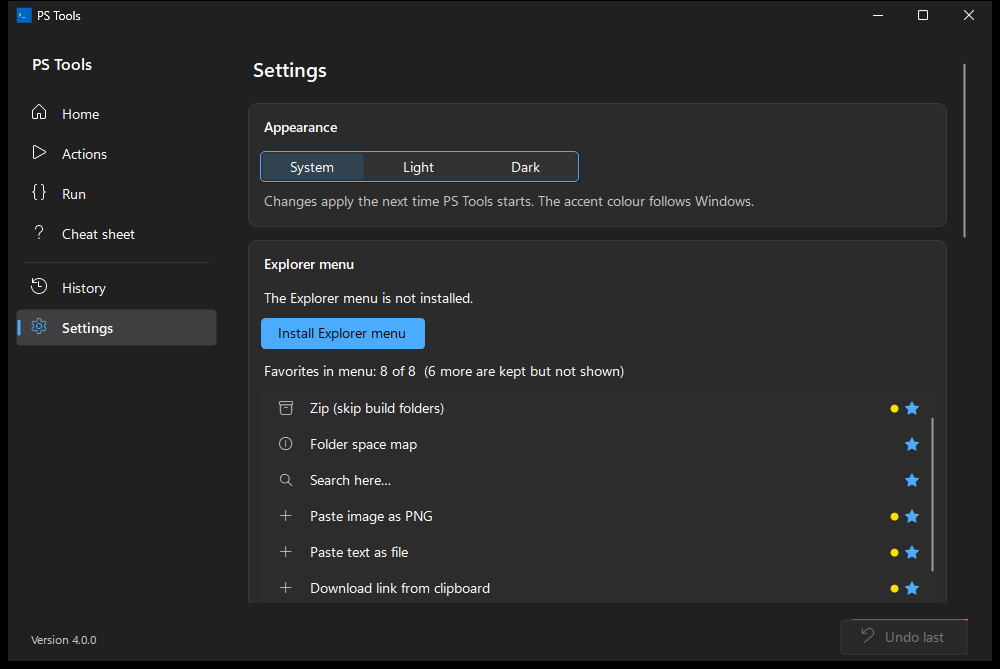 PS Tools
PS Tools
Home
Actions
Run
Cheat sheet
History
Settings
Version 4.0.0
Settings
Appearance
System Light Dark
Changes apply the next time PS Tools starts. The accent colour follows Windows.
Explorer menu
The Explorer menu is not installed.
Install Explorer menu
Favorites in menu: 8 of 8 (6 more are kept but not shown)
Zip (skip build folders)
Folder space map
Search here...
Paste image as PNG
Paste text as file
Download link from clipboard
Undo last